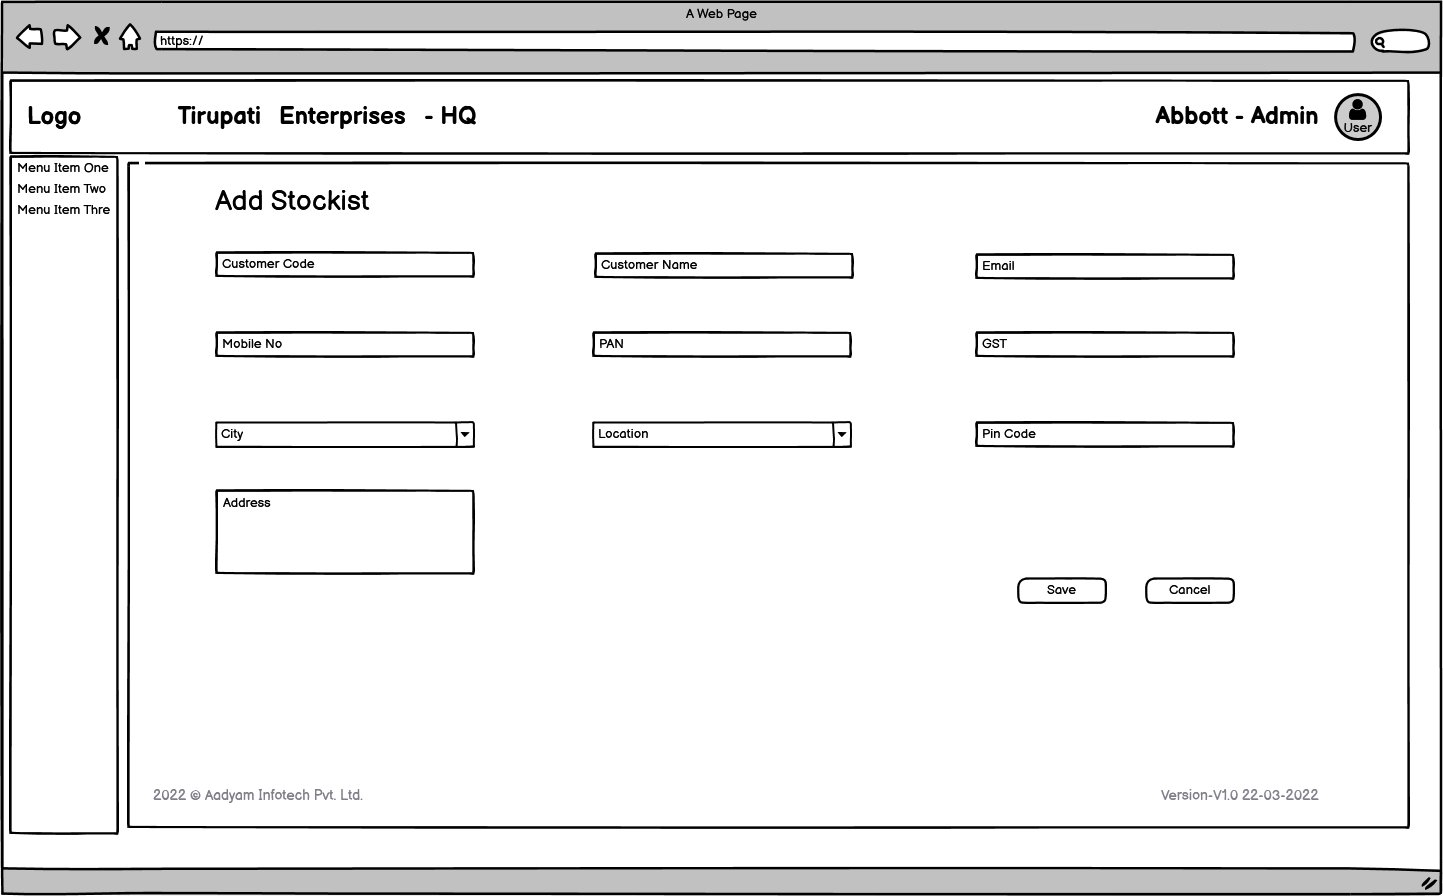 A Web Page
https://
Logo
Tirupati Enterprises - HQ
Abbott - Admin
User
Menu Item One
Menu Item Two
Menu Item Thre
Add Stockist
Customer Code
Customer Name
Email
Mobile No
PAN
GST
City
Location
Pin Code
Address
Save
Cancel
2022 © Aadyam Infotech Pvt. Ltd.
Version-V1.0 22-03-2022